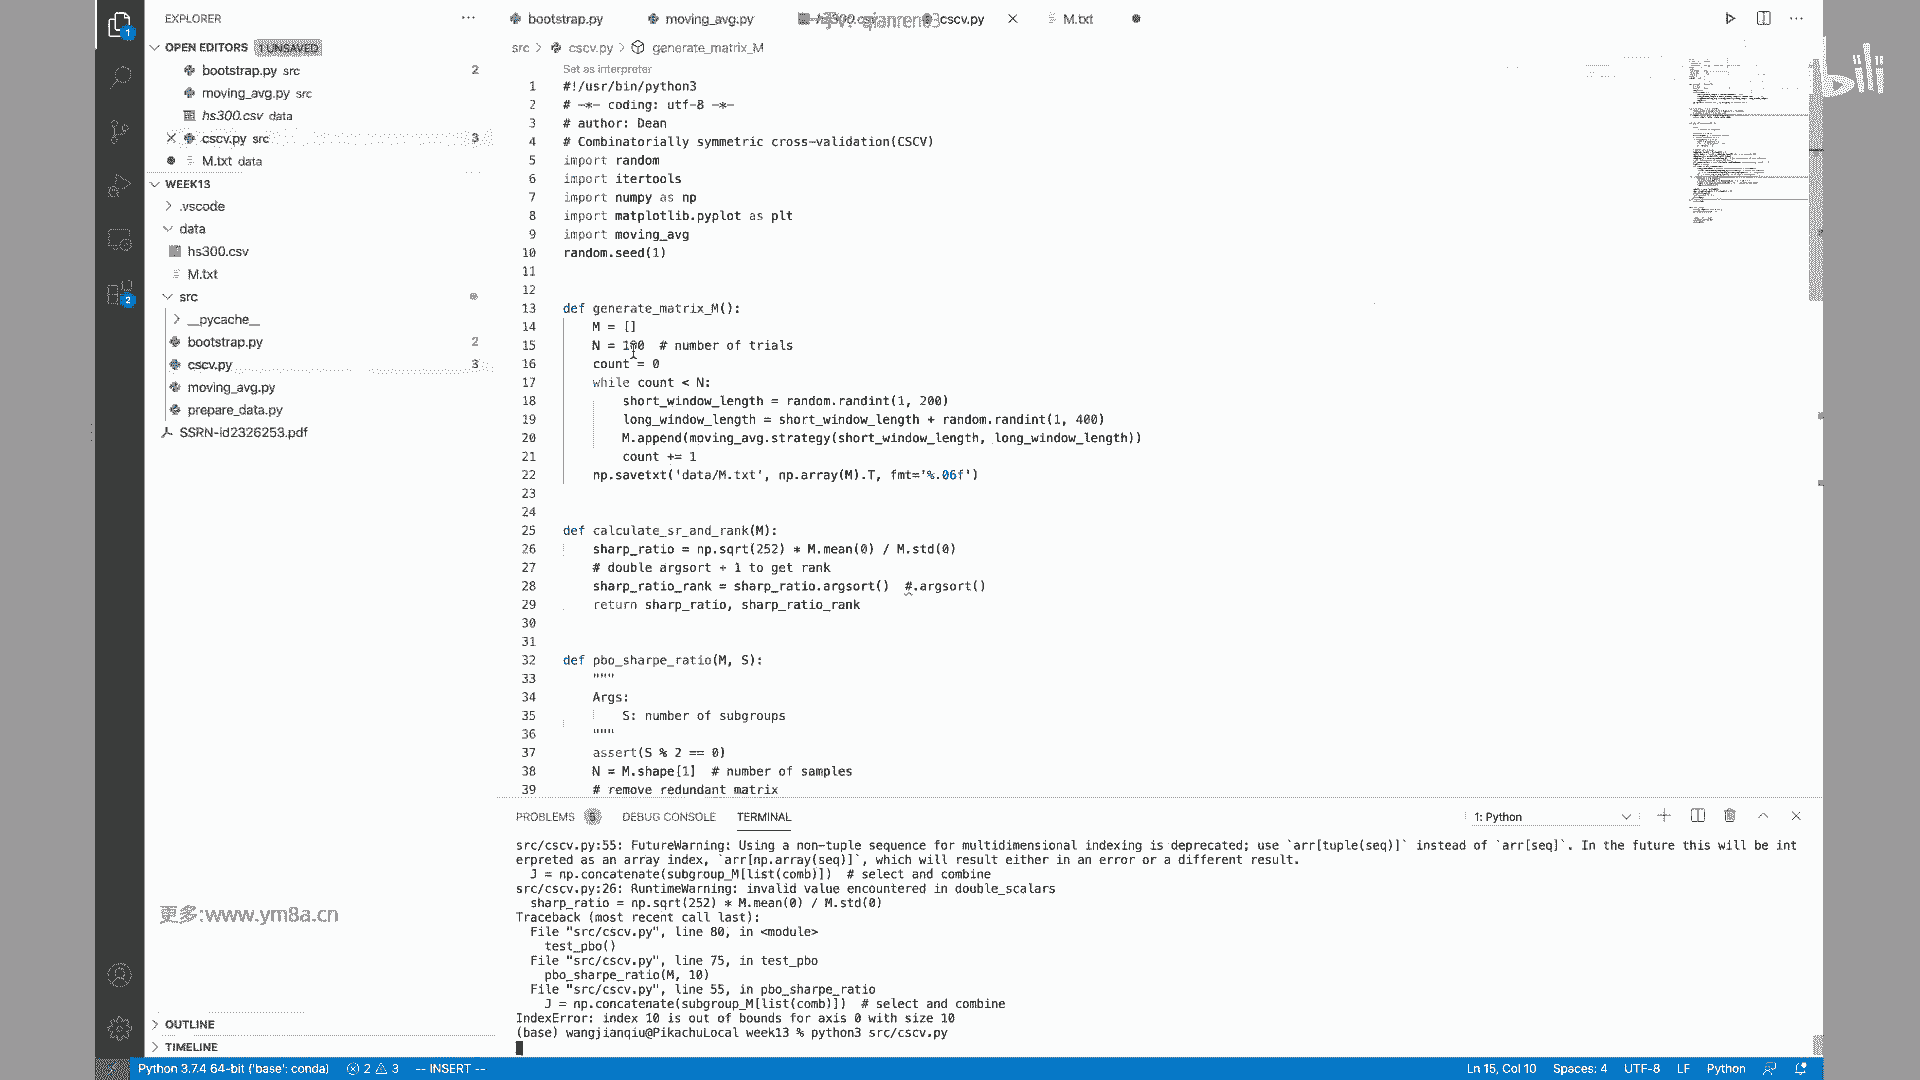 EXPLORER
OPEN EDITORS 1 UNSAVED
bootstrap.py src 2
moving_avg.py src
hs300.csv data
cscv.py src 3
M.txt data
WEEK13
.vscode
data
hs300.csv
M.txt
src
__pycache__
bootstrap.py 2
cscv.py 3
moving_avg.py
prepare_data.py
SSRN-id2326253.pdf
更多:www.ym8a.cn
OUTLINE
TIMELINE
bootstrap.py moving_avg.py cscv.py M.txt
src > cscv.py > generate_matrix_M
Set as interpreter
1 #!/usr/bin/python3
2 # -*- coding: utf-8 -*-
3 # author: Dean
4 # Combinatorially symmetric cross-validation(CSCV)
5 import random
6 import itertools
7 import numpy as np
8 import matplotlib.pyplot as plt
9 import moving_avg
10 random.seed(1)
11
12
13 def generate_matrix_M():
14 M = []
15 N = 100 # number of trials
16 count = 0
17 while count < N:
18 short_window_length = random.randint(1, 200)
19 long_window_length = short_window_length + random.randint(1, 400)
20 M.append(moving_avg.strategy(short_window_length, long_window_length))
21 count += 1
22 np.savetxt('data/M.txt', np.array(M).T, fmt='%.06f')
23
24
25 def calculate_sr_and_rank(M):
26 sharp_ratio = np.sqrt(252) * M.mean(0) / M.std(0)
27 # double argsort + 1 to get rank
28 sharp_ratio_rank = sharp_ratio.argsort() #.argsort()
29 return sharp_ratio, sharp_ratio_rank
30
31
32 def pbo_sharpe_ratio(M, S):
33 """
34 Args:
35 S: number of subgroups
36 """
37 assert(S % 2 == 0)
38 N = M.shape[1] # number of samples
39 # remove redundant matrix
PROBLEMS 5 DEBUG CONSOLE TERMINAL 1: Python
src/cscv.py:55: FutureWarning: Using a non-tuple sequence for multidimensional indexing is deprecated; use `arr[tuple(seq)]` instead of `arr[seq]`. In the future this will be int
erpreted as an array index, `arr[np.array(seq)]`, which will result either in an error or a different result.
J = np.concatenate(subgroup_M[list(comb)]) # select and combine
src/cscv.py:26: RuntimeWarning: invalid value encountered in double_scalars
sharp_ratio = np.sqrt(252) * M.mean(0) / M.std(0)
Traceback (most recent call last):
File "src/cscv.py", line 80, in <module>
test_pbo()
File "src/cscv.py", line 75, in test_pbo
pbo_sharpe_ratio(M, 10)
File "src/cscv.py", line 55, in pbo_sharpe_ratio
J = np.concatenate(subgroup_M[list(comb)]) # select and combine
IndexError: index 10 is out of bounds for axis 0 with size 10
(base) wangjianqiu@PikachuLocal week13 % python3 src/cscv.py
Python 3.7.4 64-bit ('base': conda) 2 3 -- INSERT -- Ln 15, Col 10 Spaces: 4 UTF-8 LF Python